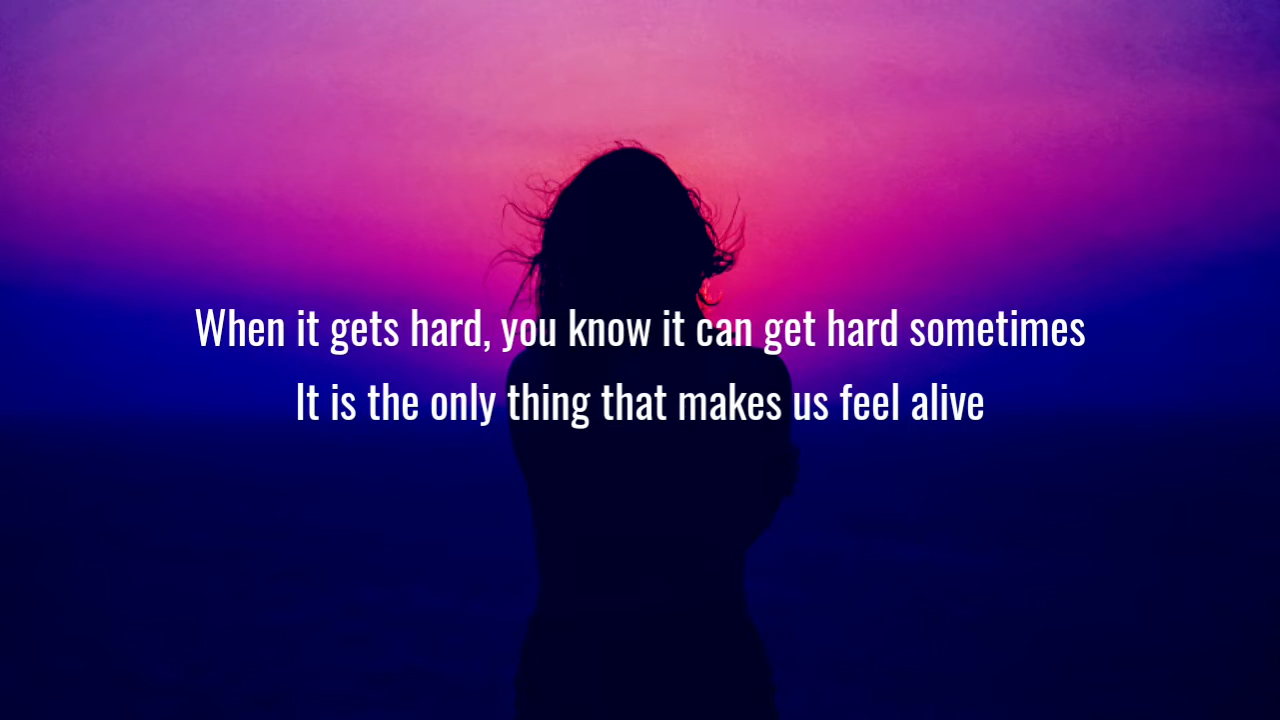 When it gets hard, you know it can get hard sometimes
It is the only thing that makes us feel alive